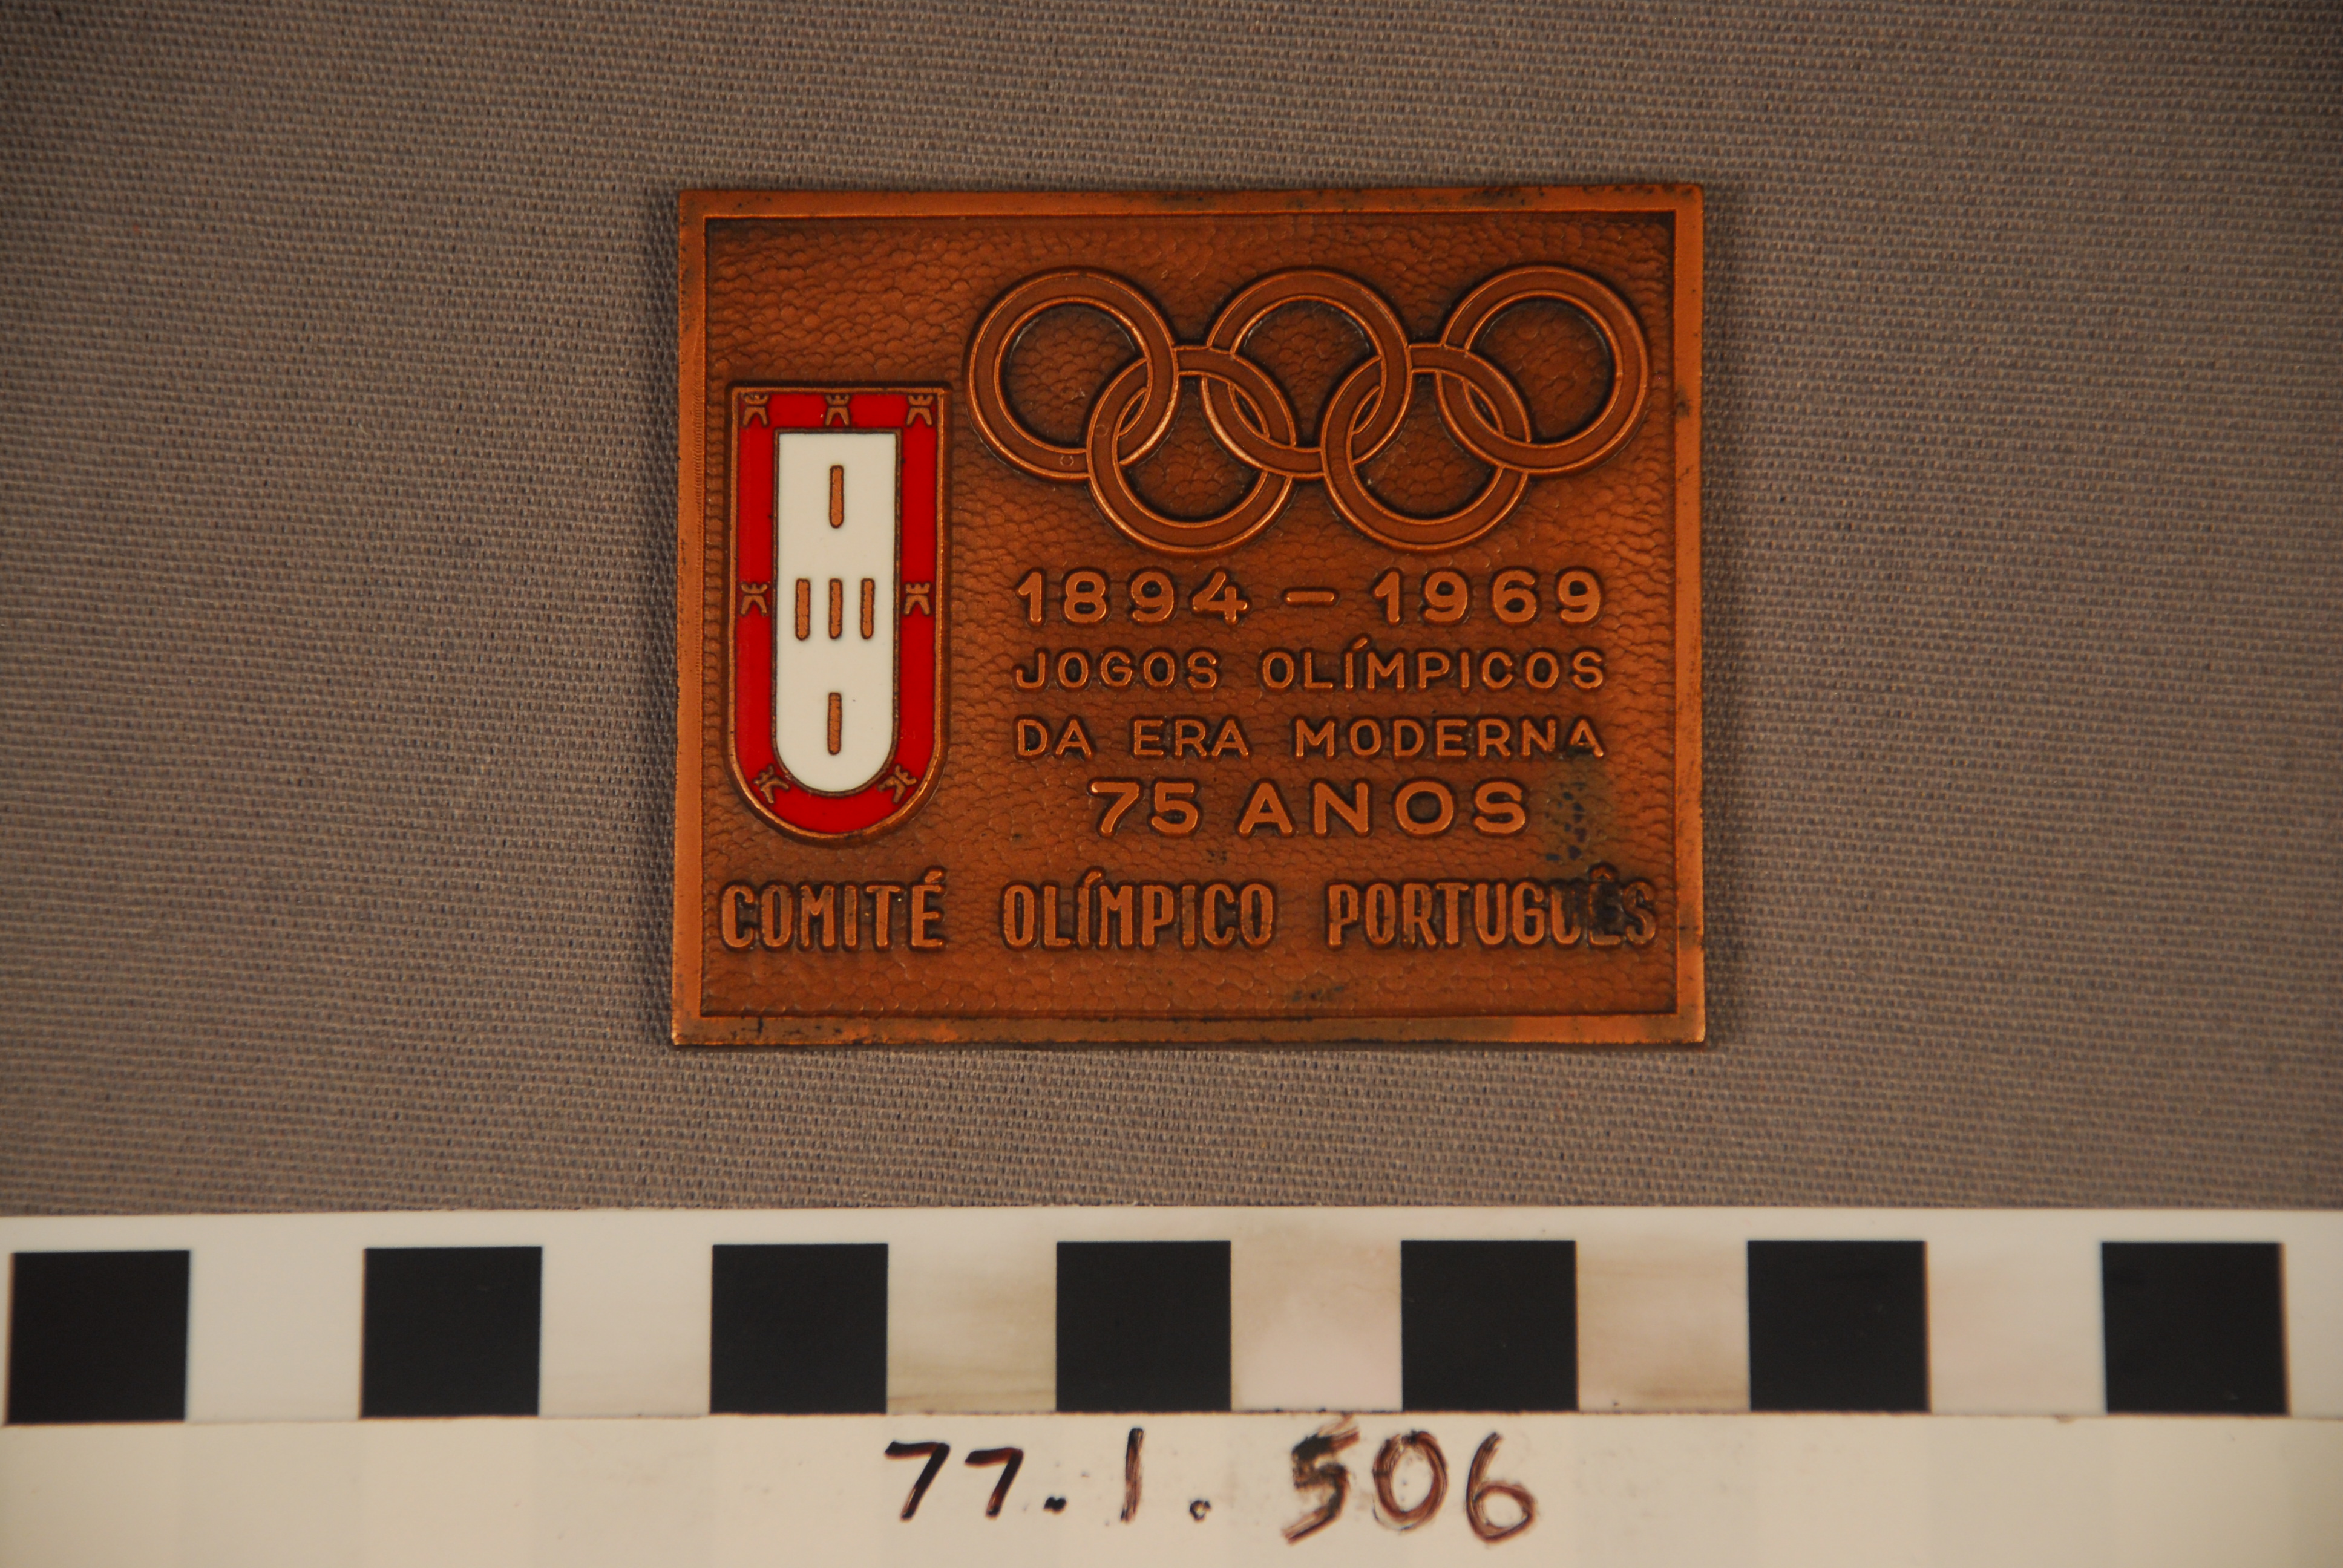 1894 - 1969
JOGOS OLÍMPICOS
DA ERA MODERNA
75 ANOS
COMITÉ OLÍMPICO PORTUGUÊS
77.1.506